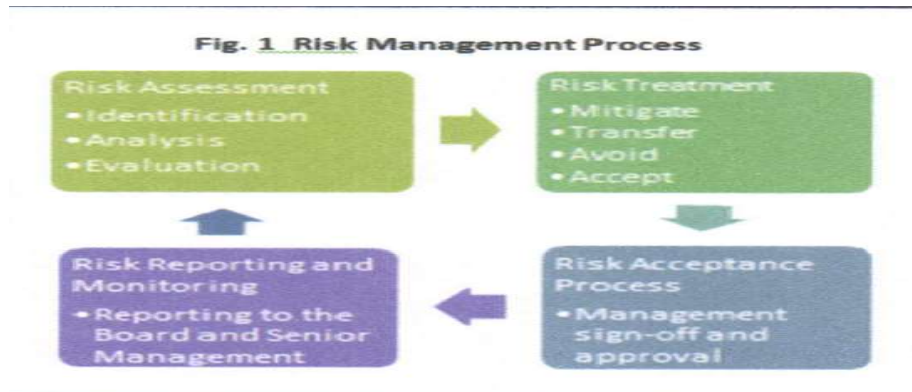 Fig. 1 Risk Management Process
Risk Assessment
• Identification
• Analysis
• Evaluation
Risk Treatment
• Mitigate
• Transfer
• Avoid
• Accept
Risk Acceptance
Process
• Management
sign-off and
approval
Risk Reporting and
Monitoring
• Reporting to the
Board and Senior
Management